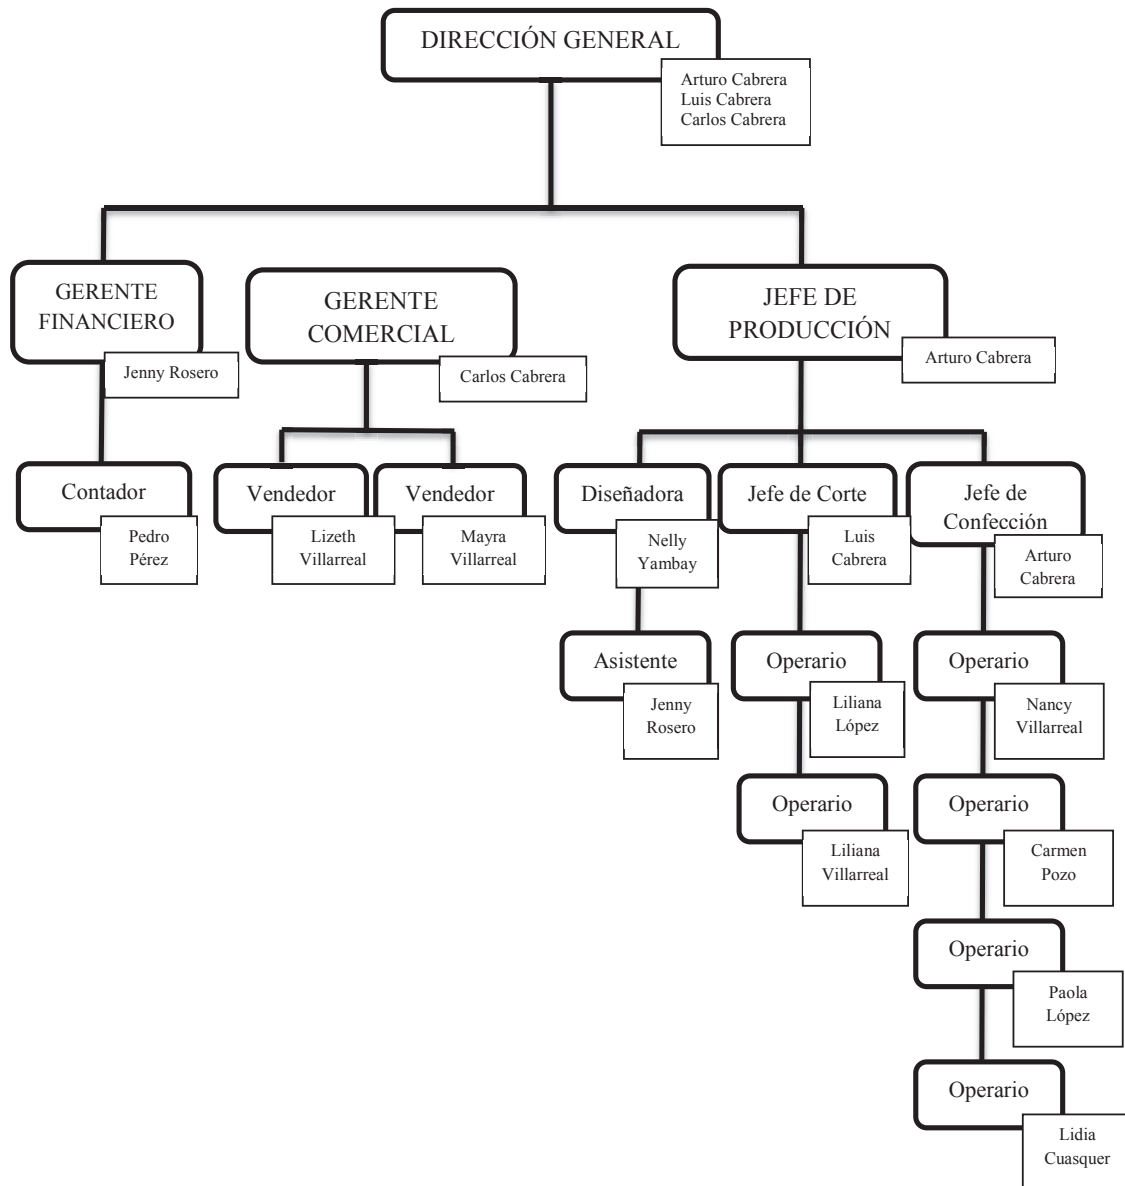 DIRECCIÓN GENERAL
Arturo Cabrera
Luis Cabrera
Carlos Cabrera
GERENTE
FINANCIERO
Jenny Rosero
GERENTE
COMERCIAL
Carlos Cabrera
JEFE DE
PRODUCCIÓN
Arturo Cabrera
Contador
Pedro
Pérez
Vendedor
Lizeth
Villarreal
Vendedor
Mayra
Villarreal
Diseñadora
Nelly
Yambay
Jefe de Corte
Luis
Cabrera
Jefe de
Confección
Arturo
Cabrera
Asistente
Jenny
Rosero
Operario
Liliana
López
Operario
Nancy
Villarreal
Operario
Liliana
Villarreal
Operario
Carmen
Pozo
Operario
Paola
López
Operario
Lidia
Cuasquer